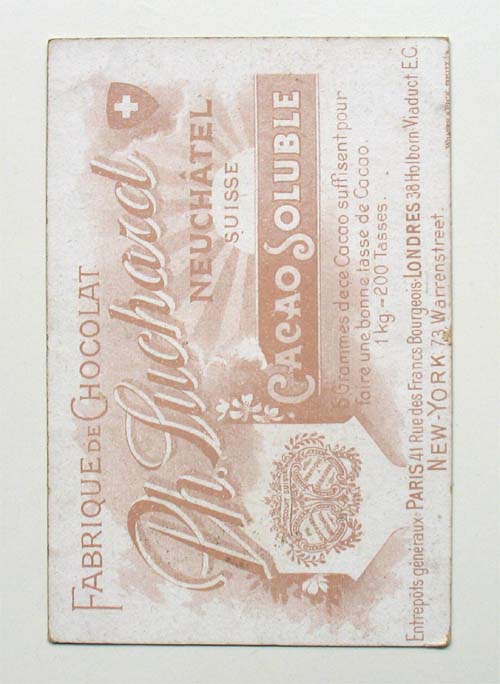 FABRIQUE DE CHOCOLAT
Ph. Suchard
NEUCHÂTEL
SUISSE
CACAO SOLUBLE
5 Grammes de ce Cacao suffisent pour
faire une bonne tasse de Cacao.
1 kg = 200 Tasses.
Entrepôts généraux: PARIS 41 Rue des Francs Bourgeois · LONDRES 38 Holborn Viaduct E.C.
NEW-YORK 73, Warrenstreet.